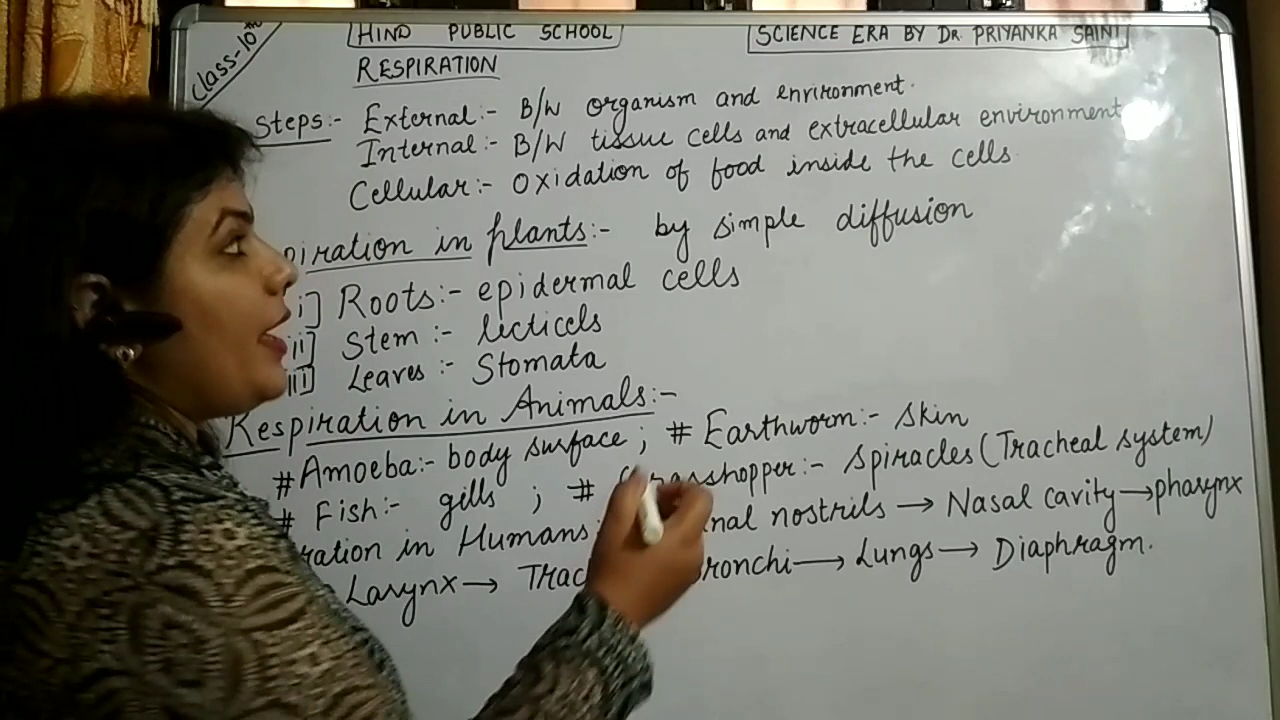 Class-10th
HIND PUBLIC SCHOOL
SCIENCE ERA BY DR. PRIYANKA SAINI
RESPIRATION
Steps:- External:- B/W organism and environment.
Internal:- B/W tissue cells and extracellular environment
Cellular:- Oxidation of food inside the cells.
piration in plants:- by simple diffusion
i] Roots:- epidermal cells
ii] Stem:- lecticels
iii] Leaves:- Stomata
Respiration in Animals:-
#Amoeba:- body surface; # Earthworm:- skin
# Fish:- gills ; # Grasshopper:- spiracles (Tracheal system)
ration in Humans: nal nostrils → Nasal cavity → pharynx
Larynx → Trac ronchi → Lungs → Diaphragm.